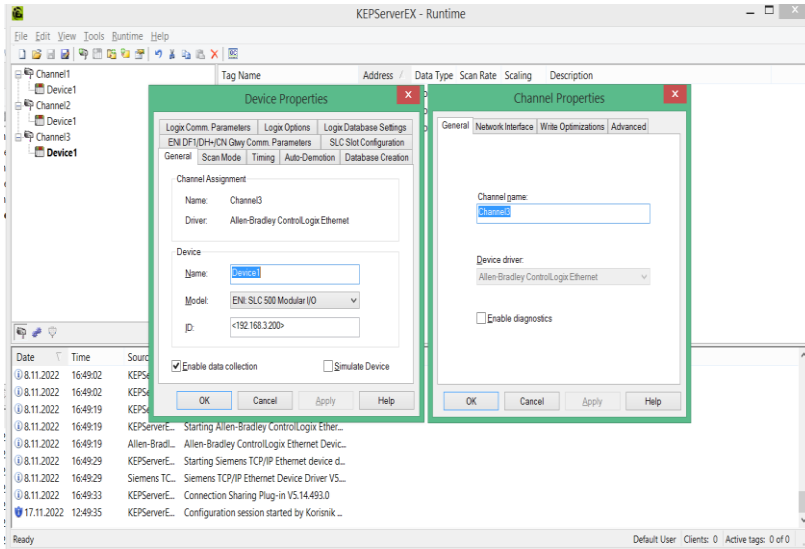 KEPServerEX - Runtime
File Edit View Tools Runtime Help
Channel1
Device1
Channel2
Device1
Channel3
Device1
Tag Name Address Data Type Scan Rate Scaling Description
Device Properties
Logix Comm. Parameters Logix Options Logix Database Settings
ENI DF1/DH+/CN Gtwy Comm. Parameters SLC Slot Configuration
General Scan Mode Timing Auto-Demotion Database Creation
Channel Assignment
Name: Channel3
Driver: Allen-Bradley ControlLogix Ethernet
Device
Name: Device1
Model: ENI: SLC 500 Modular I/O
ID: <192.168.3.200>
Enable data collection Simulate Device
OK Cancel Apply Help
Channel Properties
General Network Interface Write Optimizations Advanced
Channel name:
Channel3
Device driver:
Allen-Bradley ControlLogix Ethernet
Enable diagnostics
OK Cancel Apply Help
Date Time Sourc
8.11.2022 16:49:02 KEPSe
8.11.2022 16:49:02 KEPSe
8.11.2022 16:49:19 KEPSe
8.11.2022 16:49:19 KEPServerE... Starting Allen-Bradley ControlLogix Ether...
8.11.2022 16:49:19 Allen-Bradl... Allen-Bradley ControlLogix Ethernet Devic...
8.11.2022 16:49:29 KEPServerE... Starting Siemens TCP/IP Ethernet device d...
8.11.2022 16:49:29 Siemens TC... Siemens TCP/IP Ethernet Device Driver V5....
8.11.2022 16:49:33 KEPServerE... Connection Sharing Plug-in V5.14.493.0
17.11.2022 12:49:35 KEPServerE... Configuration session started by Korisnik ...
Ready Default User Clients: 0 Active tags: 0 of 0